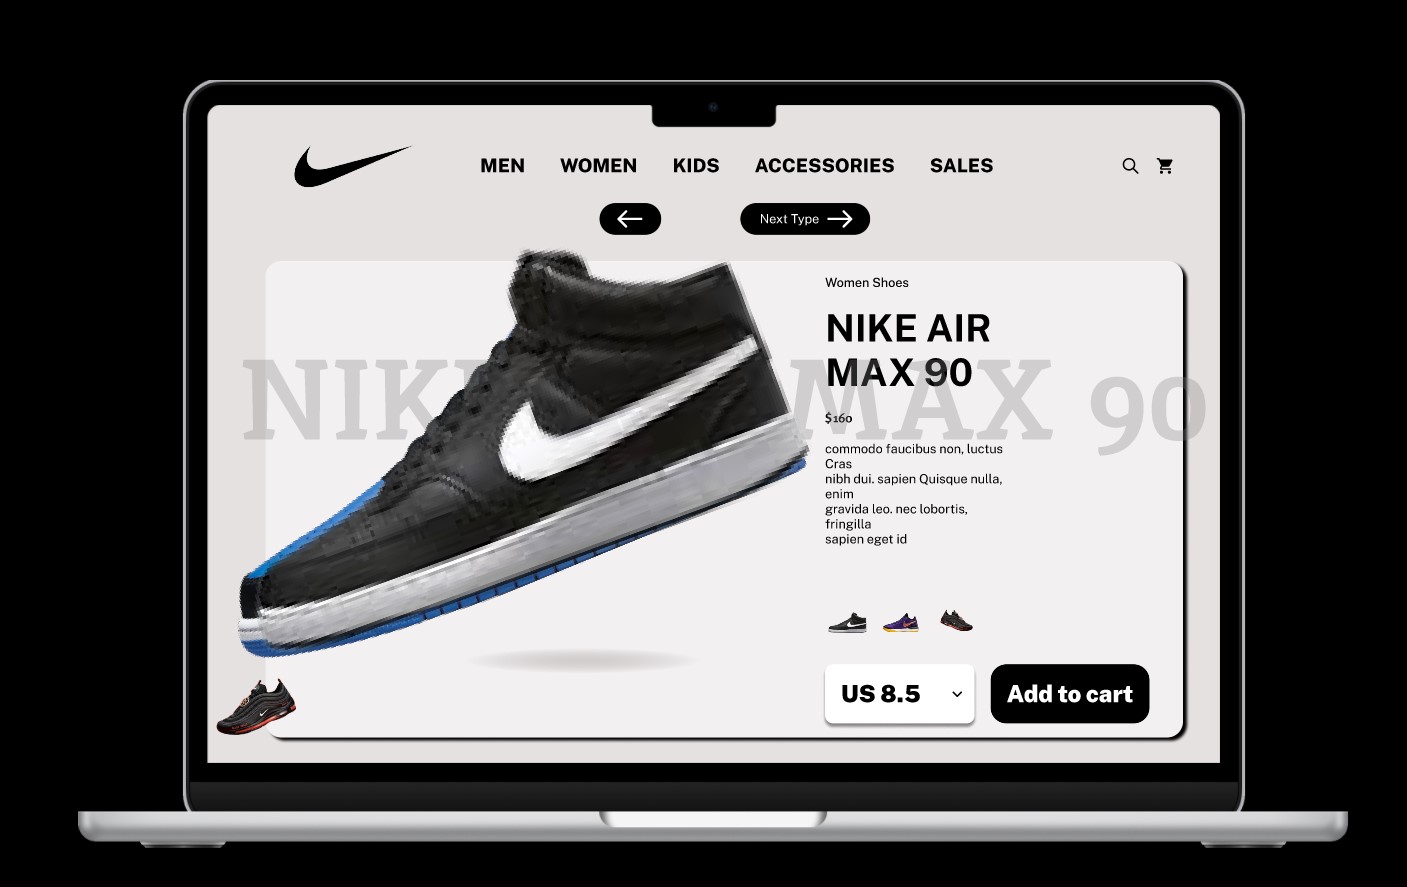 MEN WOMEN KIDS ACCESSORIES SALES
Next Type
Women Shoes
NIKE AIR
MAX 90
NIK MAX 90
$160
commodo faucibus non, luctus
Cras
nibh dui. sapien Quisque nulla,
enim
gravida leo. nec lobortis,
fringilla
sapien eget id
US 8.5
Add to cart